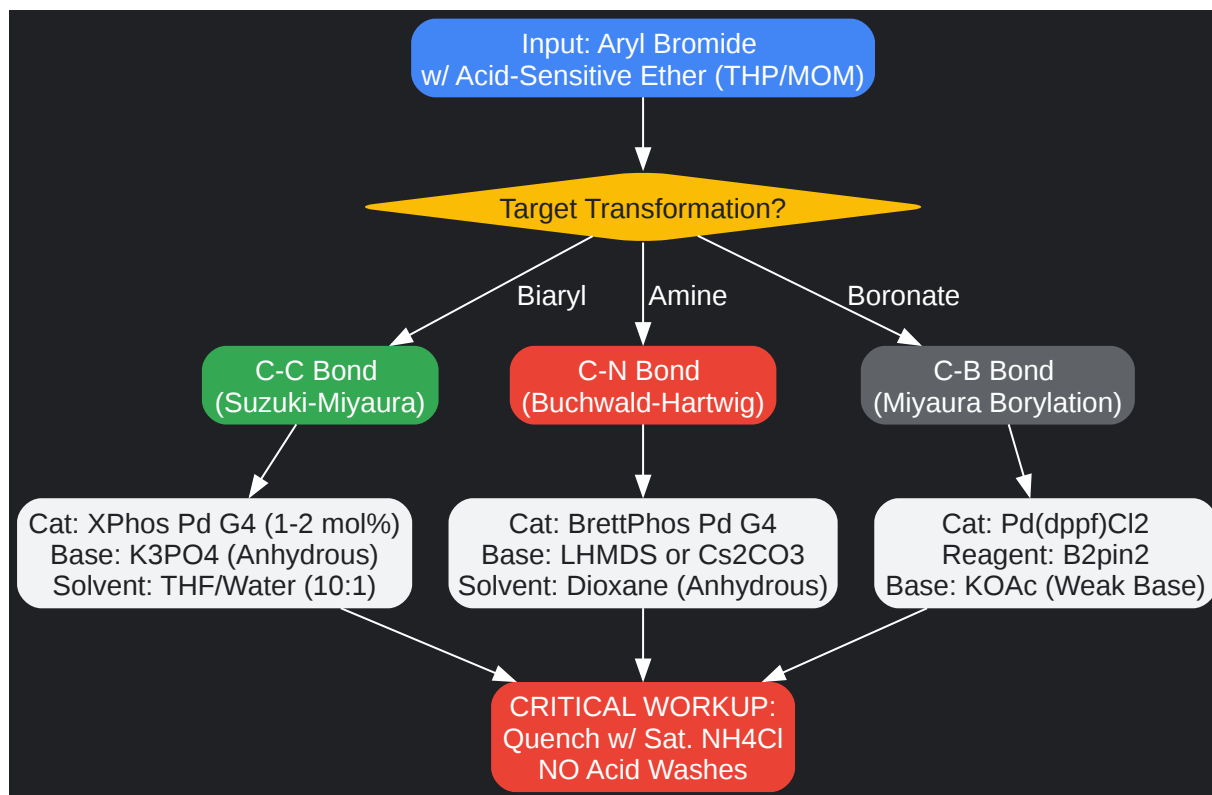 Input: Aryl Bromide
w/ Acid-Sensitive Ether (THP/MOM)
Target Transformation?
Biaryl
Amine
Boronate
C-C Bond
(Suzuki-Miyaura)
C-N Bond
(Buchwald-Hartwig)
C-B Bond
(Miyaura Borylation)
Cat: XPhos Pd G4 (1-2 mol%)
Base: K3PO4 (Anhydrous)
Solvent: THF/Water (10:1)
Cat: BrettPhos Pd G4
Base: LHMDS or Cs2CO3
Solvent: Dioxane (Anhydrous)
Cat: Pd(dppf)Cl2
Reagent: B2pin2
Base: KOAc (Weak Base)
CRITICAL WORKUP:
Quench w/ Sat. NH4Cl
NO Acid Washes